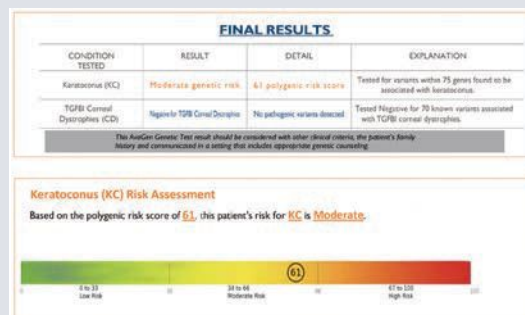 FINAL RESULTS
CONDITION TESTED RESULT DETAIL EXPLANATION
Keratoconus (KC) Moderate genetic risk 61 polygenic risk score Tested for variants within 75 genes found to be associated with keratoconus.
TGFBI Corneal Dystrophies (CD) Negative for TGFBI Corneal Dystrophies No pathogenic variants detected Tested Negative for 70 known variants associated with TGFBI corneal dystrophies.
This AvaGen Genetic Test result should be considered with other clinical criteria, the patient's family
history and communicated in a setting that includes appropriate genetic counseling.
Keratoconus (KC) Risk Assessment
Based on the polygenic risk score of 61, this patient's risk for KC is Moderate.
61
0 to 33 34 to 66 67 to 100
Low Risk Moderate Risk High Risk